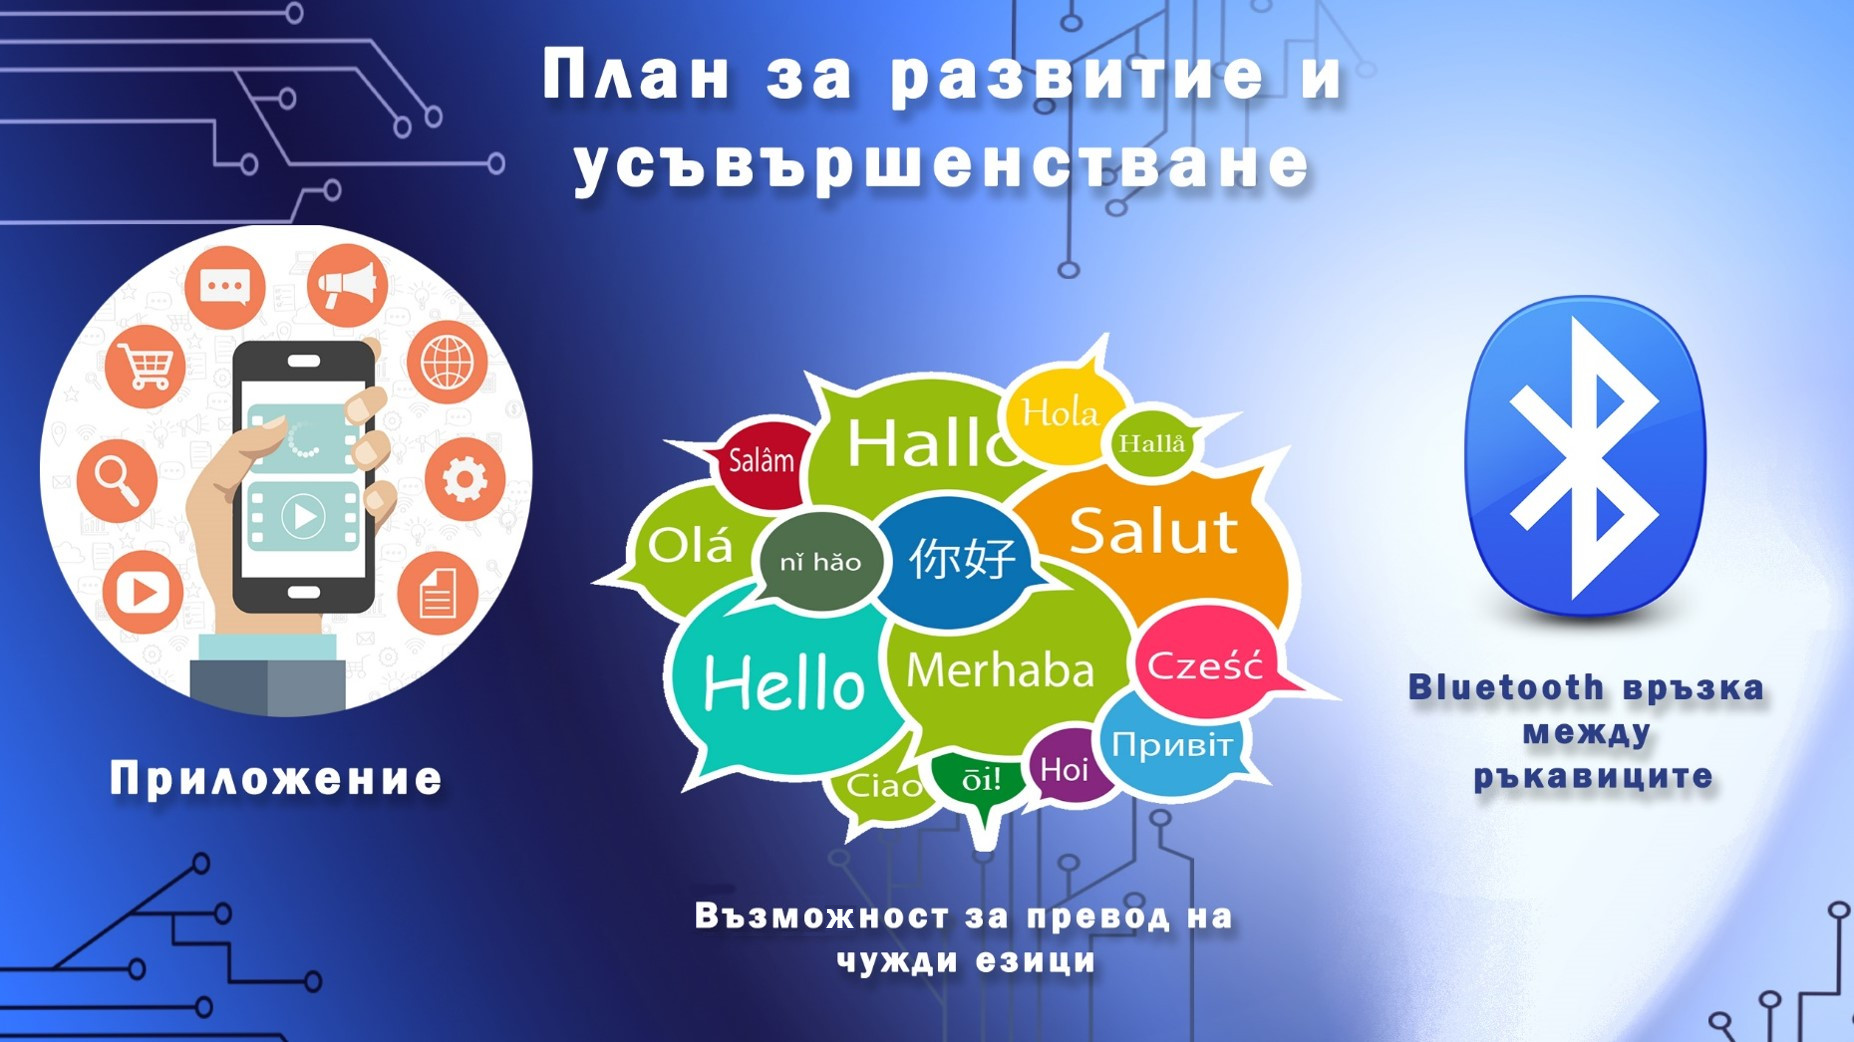 План за развитие и
усъвършенстване
Hola
Hallo
Hallå
Salâm
Salut
Olá
nǐ hăo
你好
Hello
Merhaba
Cześć
Привіт
Hoi
ōi!
Ciao
Приложение
Възможност за превод на
чужди езици
Bluetooth връзка
между
ръкавиците